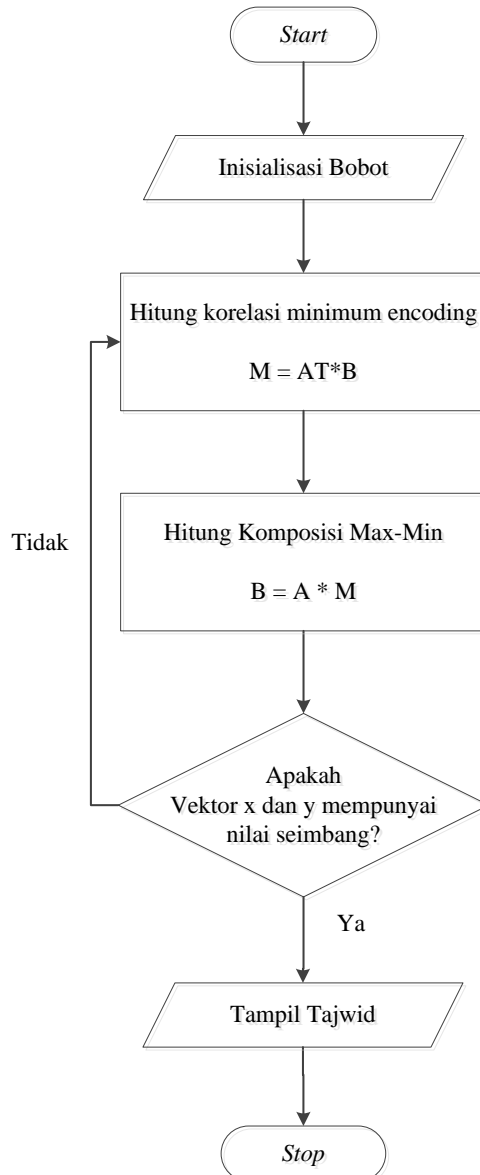 Start
Inisialisasi Bobot
Hitung korelasi minimum encoding
M = AT*B
Hitung Komposisi Max-Min
B = A * M
Tidak
Apakah
Vektor x dan y mempunyai
nilai seimbang?
Ya
Tampil Tajwid
Stop